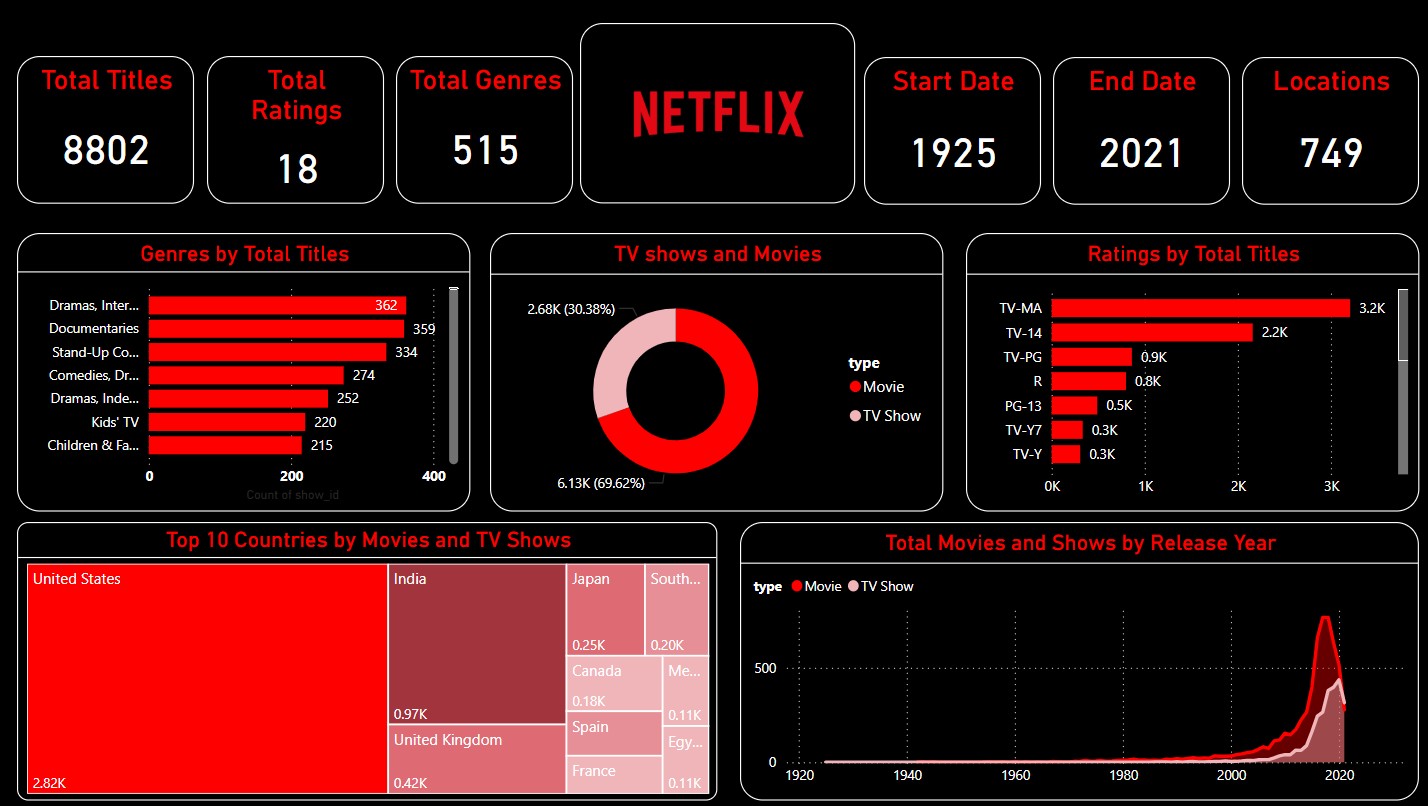 Total Titles
8802
Total
Ratings
18
Total Genres
515
NETFLIX
Start Date
1925
End Date
2021
Locations
749
Genres by Total Titles
Dramas, Inter...
362
Documentaries
359
Stand-Up Co...
334
Comedies, Dr...
274
Dramas, Inde...
252
Kids' TV
220
Children & Fa...
215
0 200 400
Count of show_id
TV shows and Movies
2.68K (30.38%)
6.13K (69.62%)
type
Movie
TV Show
Ratings by Total Titles
TV-MA
3.2K
TV-14
2.2K
TV-PG
0.9K
R
0.8K
PG-13
0.5K
TV-Y7
0.3K
TV-Y
0.3K
0K 1K 2K 3K
Top 10 Countries by Movies and TV Shows
United States
2.82K
India
0.97K
United Kingdom
0.42K
Japan
0.25K
South...
0.20K
Canada
0.18K
Me...
0.11K
Spain
Egy...
0.11K
France
Total Movies and Shows by Release Year
type Movie TV Show
500
0
1920 1940 1960 1980 2000 2020